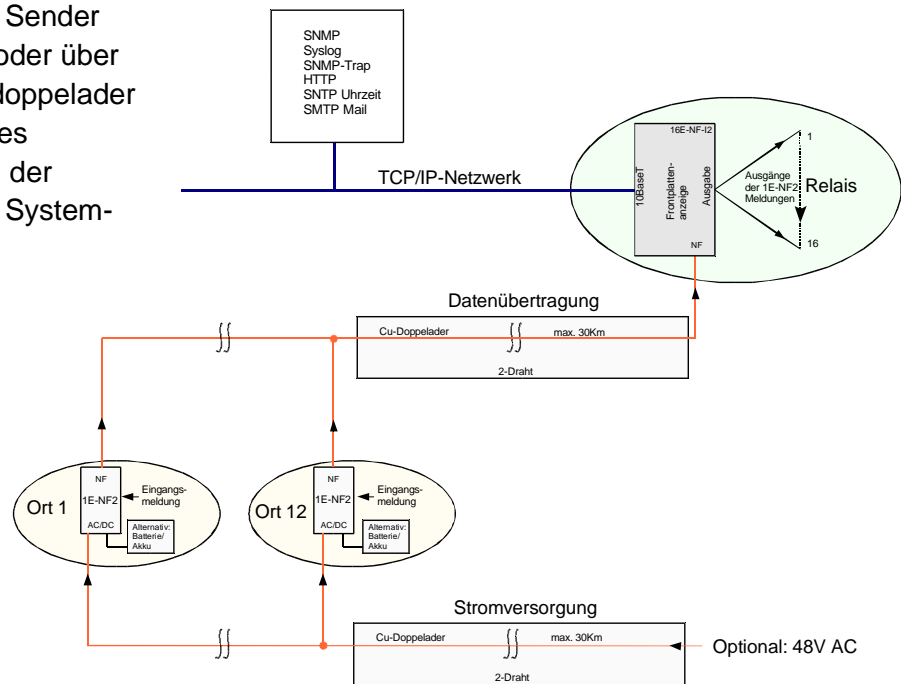 Sender
oder über
doppelader
es
der
System-
SNMP
Syslog
SNMP-Trap
HTTP
SNTP Uhrzeit
SMTP Mail
TCP/IP-Netzwerk
16E-NF-I2
10BaseT
Frontplatten-
anzeige
Ausgabe
NF
1
Ausgänge
der 1E-NF2
Meldungen
Relais
16
Datenübertragung
Cu-Doppelader
max. 30Km
2-Draht
Ort 1
NF
1E-NF2
AC/DC
Eingangs-
meldung
Alternativ:
Batterie/
Akku
Ort 12
NF
1E-NF2
AC/DC
Eingangs-
meldung
Alternativ:
Batterie/
Akku
Stromversorgung
Cu-Doppelader
max. 30Km
2-Draht
Optional: 48V AC